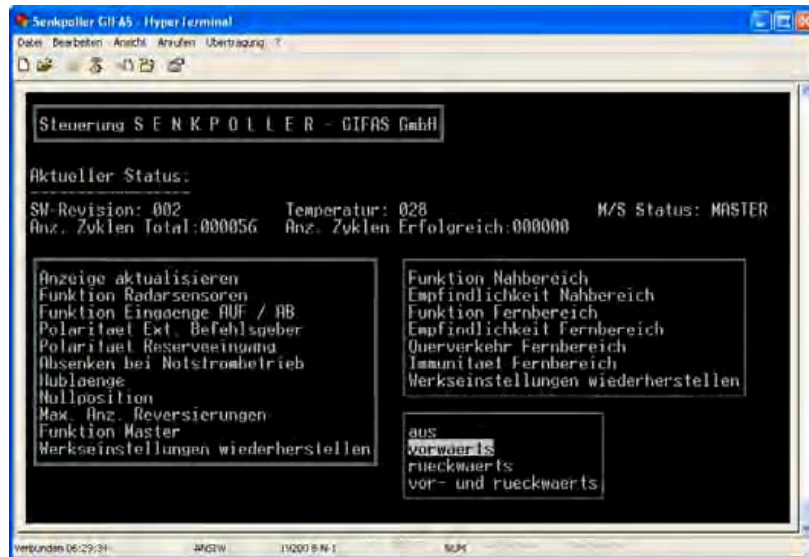 Senkpoller GIFAS - HyperTerminal
Datei Bearbeiten Ansicht Anrufen Übertragung ?
Steuerung S E N K P O L L E R - GIFAS GmbH
Aktueller Status:
SW-Revision: 002 Temperatur: 028 M/S Status: MASTER
Anz. Zyklen Total:000056 Anz. Zyklen Erfolgreich:000000
Anzeige aktualisieren
Funktion Radarsensoren
Funktion Eingaenge AUF / AB
Polaritaet Ext. Befehlsgeber
Polaritaet Reserveeingang
Absenken bei Notstrombetrieb
Hublaenge
Nullposition
Max. Anz. Reversierungen
Funktion Master
Werkseinstellungen wiederherstellen
Funktion Nahbereich
Empfindlichkeit Nahbereich
Funktion Fernbereich
Empfindlichkeit Fernbereich
Querverkehr Fernbereich
Immunitaet Fernbereich
Werkseinstellungen wiederherstellen
aus
vorwaerts
rueckwaerts
vor- und rueckwaerts
Verbunden 06:29:34 ANSIW 19200 8-N-1 NUM